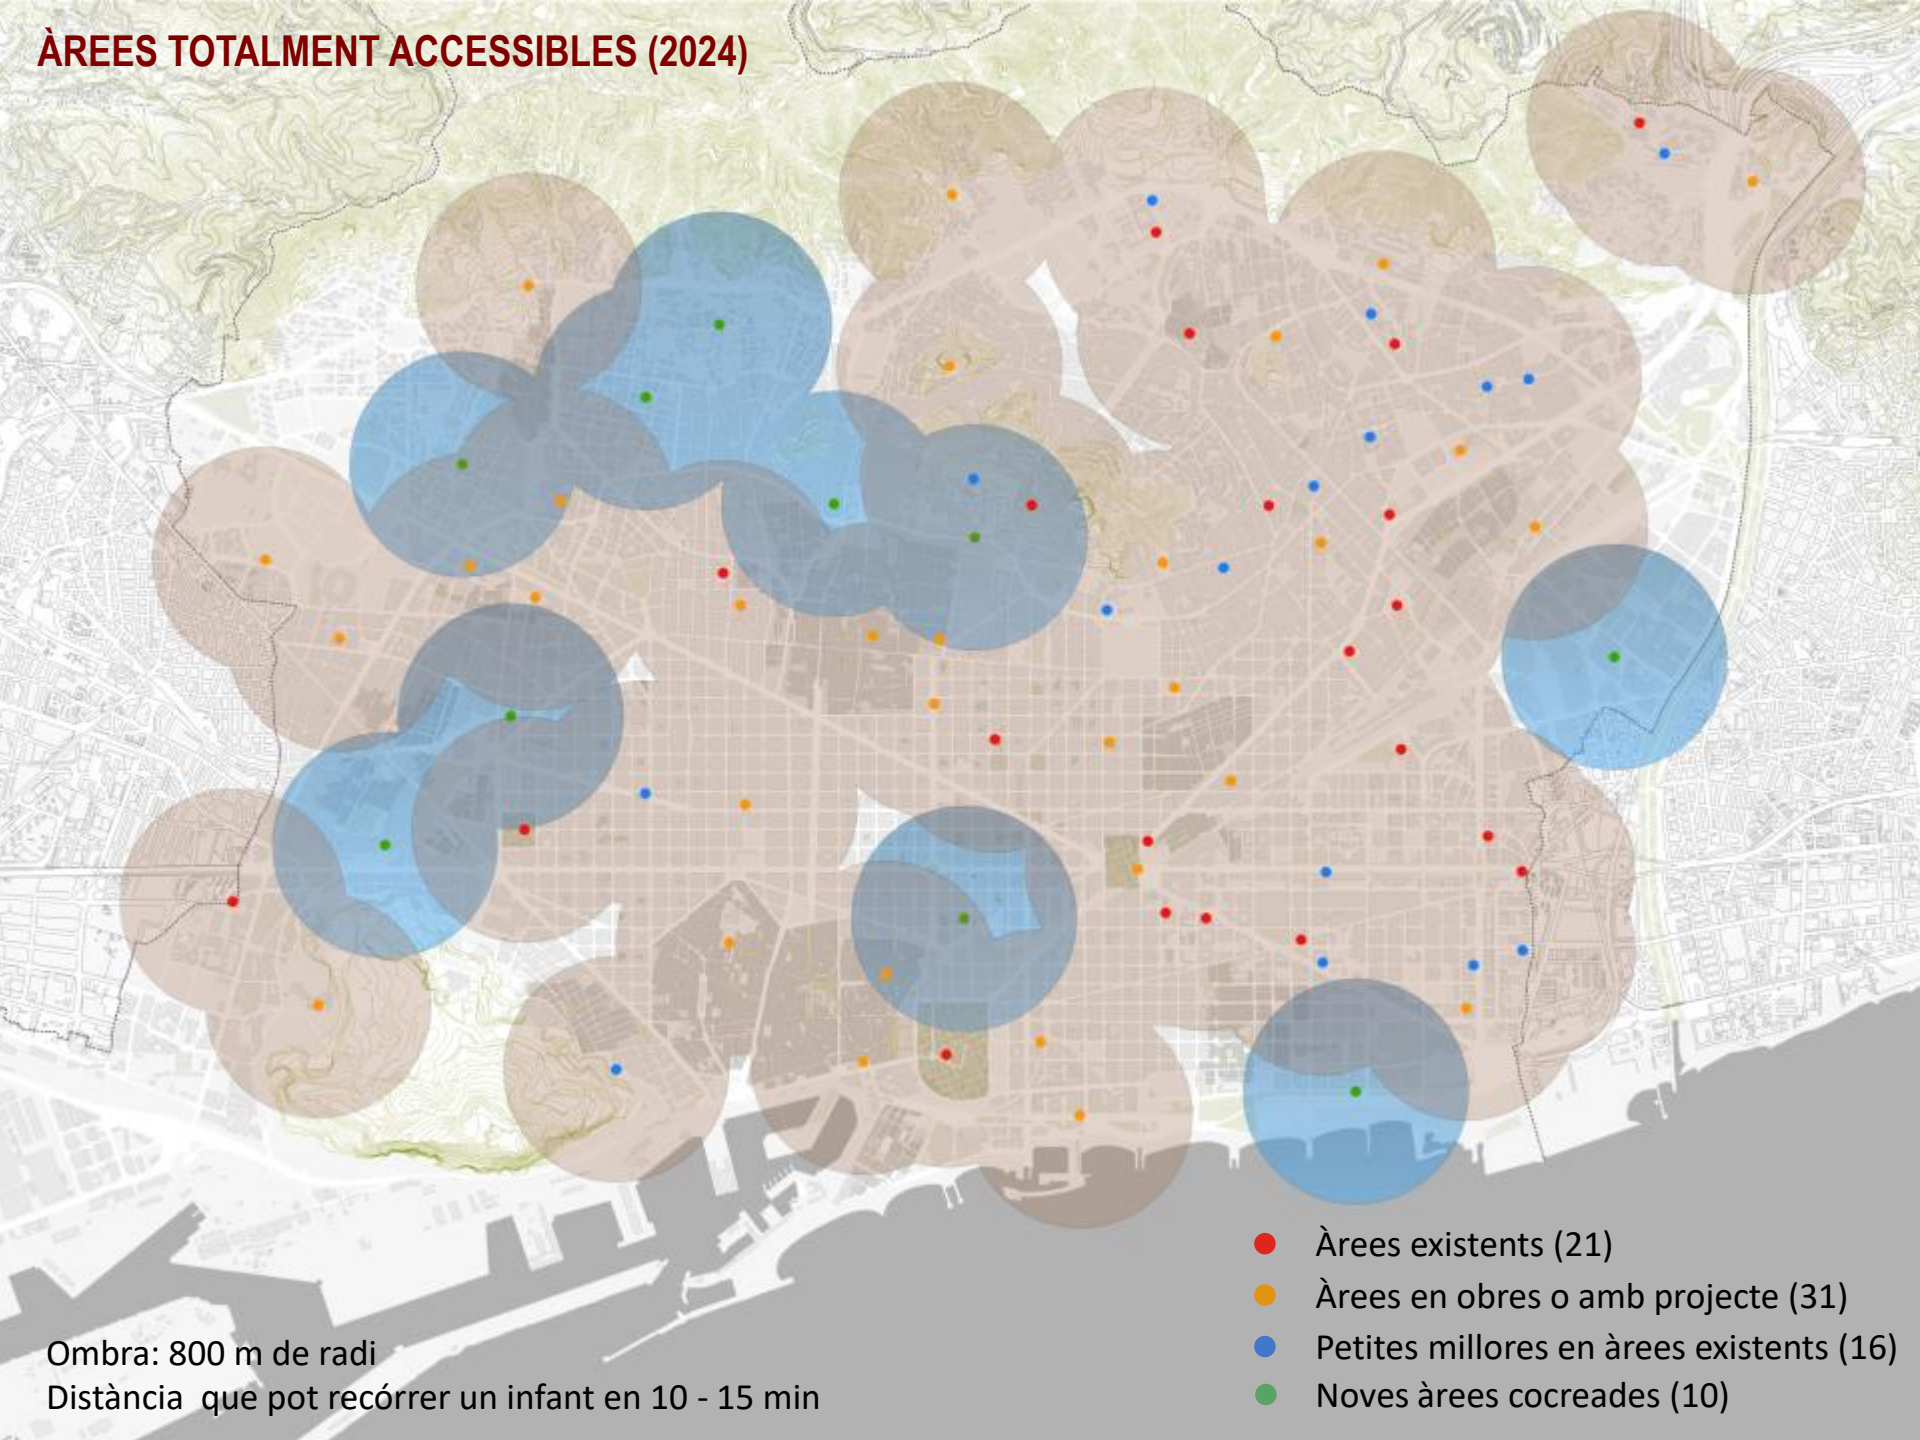 ÀREES TOTALMENT ACCESSIBLES (2024)
Àrees existents (21)
Àrees en obres o amb projecte (31)
Petites millores en àrees existents (16)
Noves àrees cocreades (10)
Ombra: 800 m de radi
Distància que pot recórrer un infant en 10 - 15 min